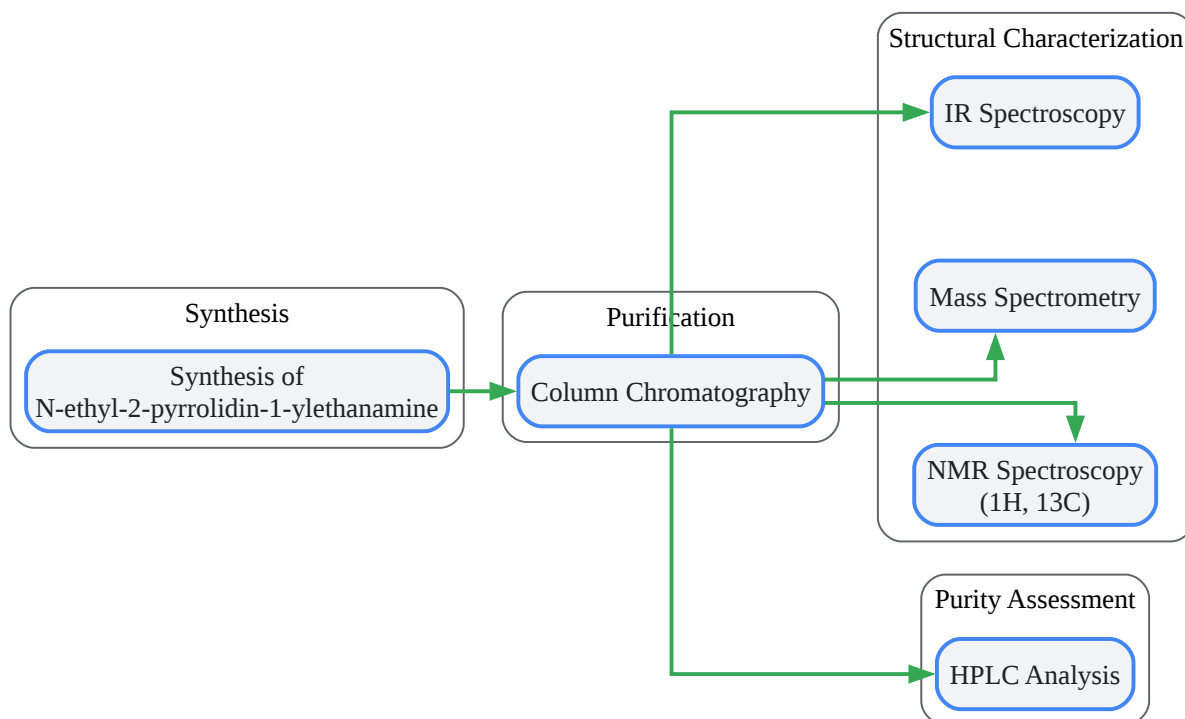 Synthesis
Synthesis of
N-ethyl-2-pyrrolidin-1-ylethanamine
Purification
Column Chromatography
Structural Characterization
IR Spectroscopy
Mass Spectrometry
NMR Spectroscopy
(1H, 13C)
Purity Assessment
HPLC Analysis